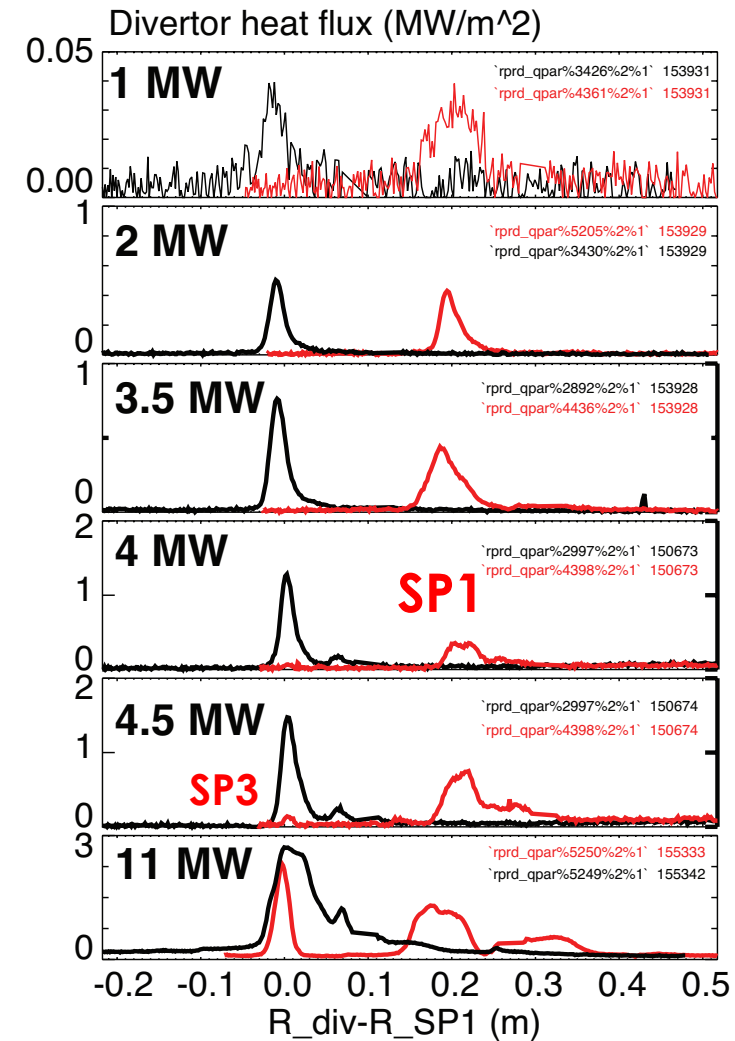 Divertor heat flux (MW/m^2)
0.05
1 MW
`rprd_qpar%3426%2%1` 153931
`rprd_qpar%4361%2%1` 153931
0.00
1
2 MW
`rprd_qpar%5205%2%1` 153929
`rprd_qpar%3430%2%1` 153929
0
1
3.5 MW
`rprd_qpar%2892%2%1` 153928
`rprd_qpar%4436%2%1` 153928
0
2
4 MW
`rprd_qpar%2997%2%1` 150673
`rprd_qpar%4398%2%1` 150673
1
SP1
0
2
4.5 MW
`rprd_qpar%2997%2%1` 150674
`rprd_qpar%4398%2%1` 150674
1
SP3
0
3
11 MW
`rprd_qpar%5250%2%1` 155333
`rprd_qpar%5249%2%1` 155342
0
-0.2 -0.1 0.0 0.1 0.2 0.3 0.4 0.5
R_div-R_SP1 (m)